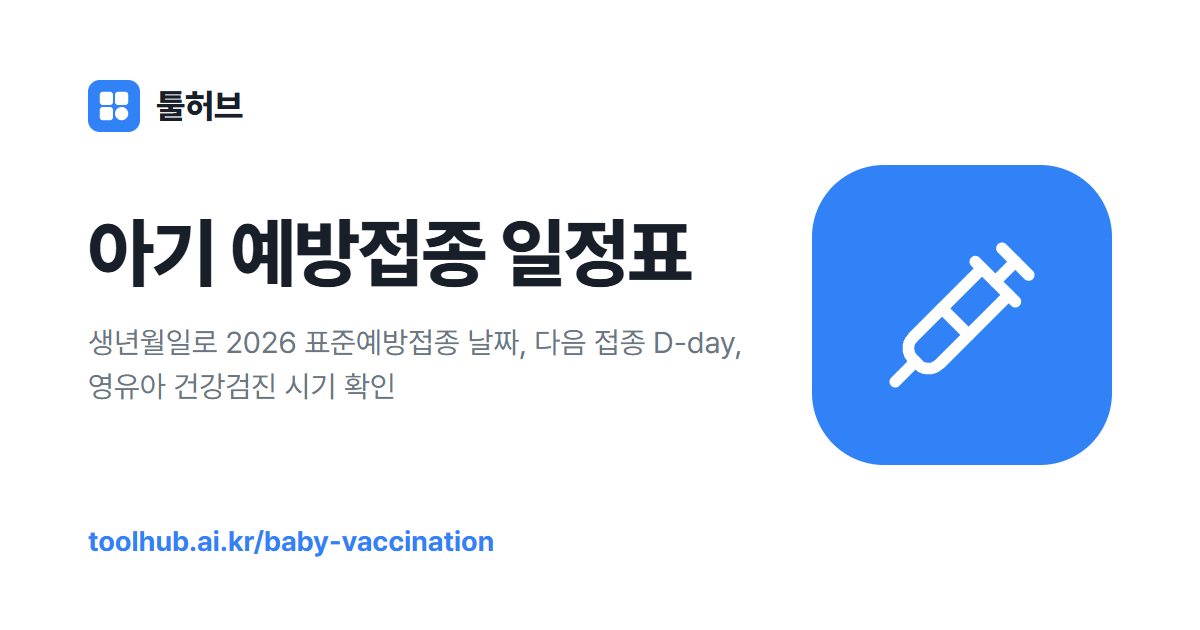 툴허브
아기 예방접종 일정표
생년월일로 2026 표준예방접종 날짜, 다음 접종 D-day,
영유아 건강검진 시기 확인
toolhub.ai.kr/baby-vaccination